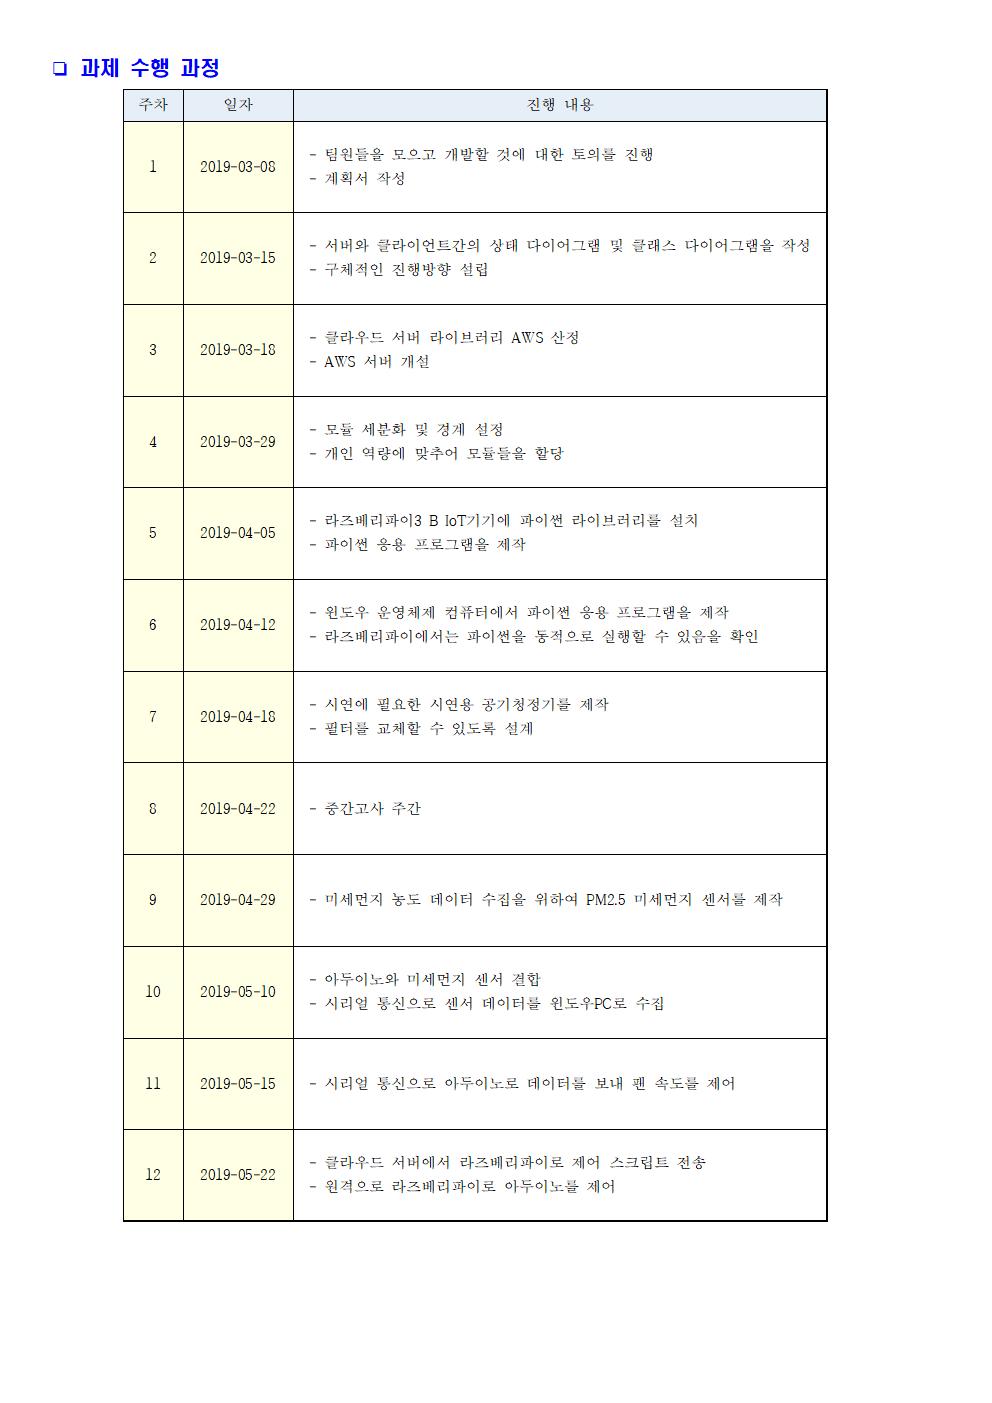 ❏ 과제 수행 과정
주차 일자 진행 내용
1 2019-03-08 - 팀원들을 모으고 개발할 것에 대한 토의를 진행
- 계획서 작성
2 2019-03-15 - 서버와 클라이언트간의 상태 다이어그램 및 클래스 다이어그램을 작성
- 구체적인 진행방향 설립
3 2019-03-18 - 클라우드 서버 라이브러리 AWS 산정
- AWS 서버 개설
4 2019-03-29 - 모듈 세분화 및 경계 설정
- 개인 역량에 맞추어 모듈들을 할당
5 2019-04-05 - 라즈베리파이3 B IoT기기에 파이썬 라이브러리를 설치
- 파이썬 응용 프로그램을 제작
6 2019-04-12 - 윈도우 운영체제 컴퓨터에서 파이썬 응용 프로그램을 제작
- 라즈베리파이에서는 파이썬을 동적으로 실행할 수 있음을 확인
7 2019-04-18 - 시연에 필요한 시연용 공기청정기를 제작
- 필터를 교체할 수 있도록 설계
8 2019-04-22 - 중간고사 주간
9 2019-04-29 - 미세먼지 농도 데이터 수집을 위하여 PM2.5 미세먼지 센서를 제작
10 2019-05-10 - 아두이노와 미세먼지 센서 결합
- 시리얼 통신으로 센서 데이터를 윈도우PC로 수집
11 2019-05-15 - 시리얼 통신으로 아두이노로 데이터를 보내 팬 속도를 제어
12 2019-05-22 - 클라우드 서버에서 라즈베리파이로 제어 스크립트 전송
- 원격으로 라즈베리파이로 아두이노를 제어